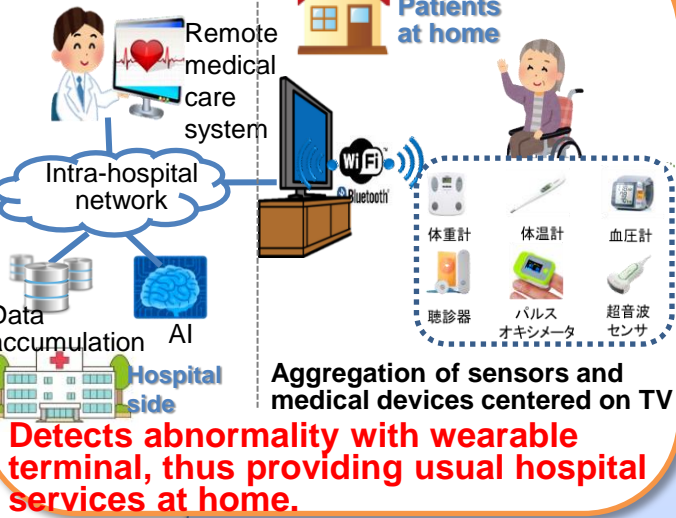 Remote
medical
care
system
Patients
at home
Intra-hospital
network
Wi Fi
Bluetooth
体重計
体温計
血圧計
聴診器
パルス
オキシメータ
超音波
センサ
Data
accumulation
AI
Hospital
side
Aggregation of sensors and
medical devices centered on TV
Detects abnormality with wearable
terminal, thus providing usual hospital
services at home.